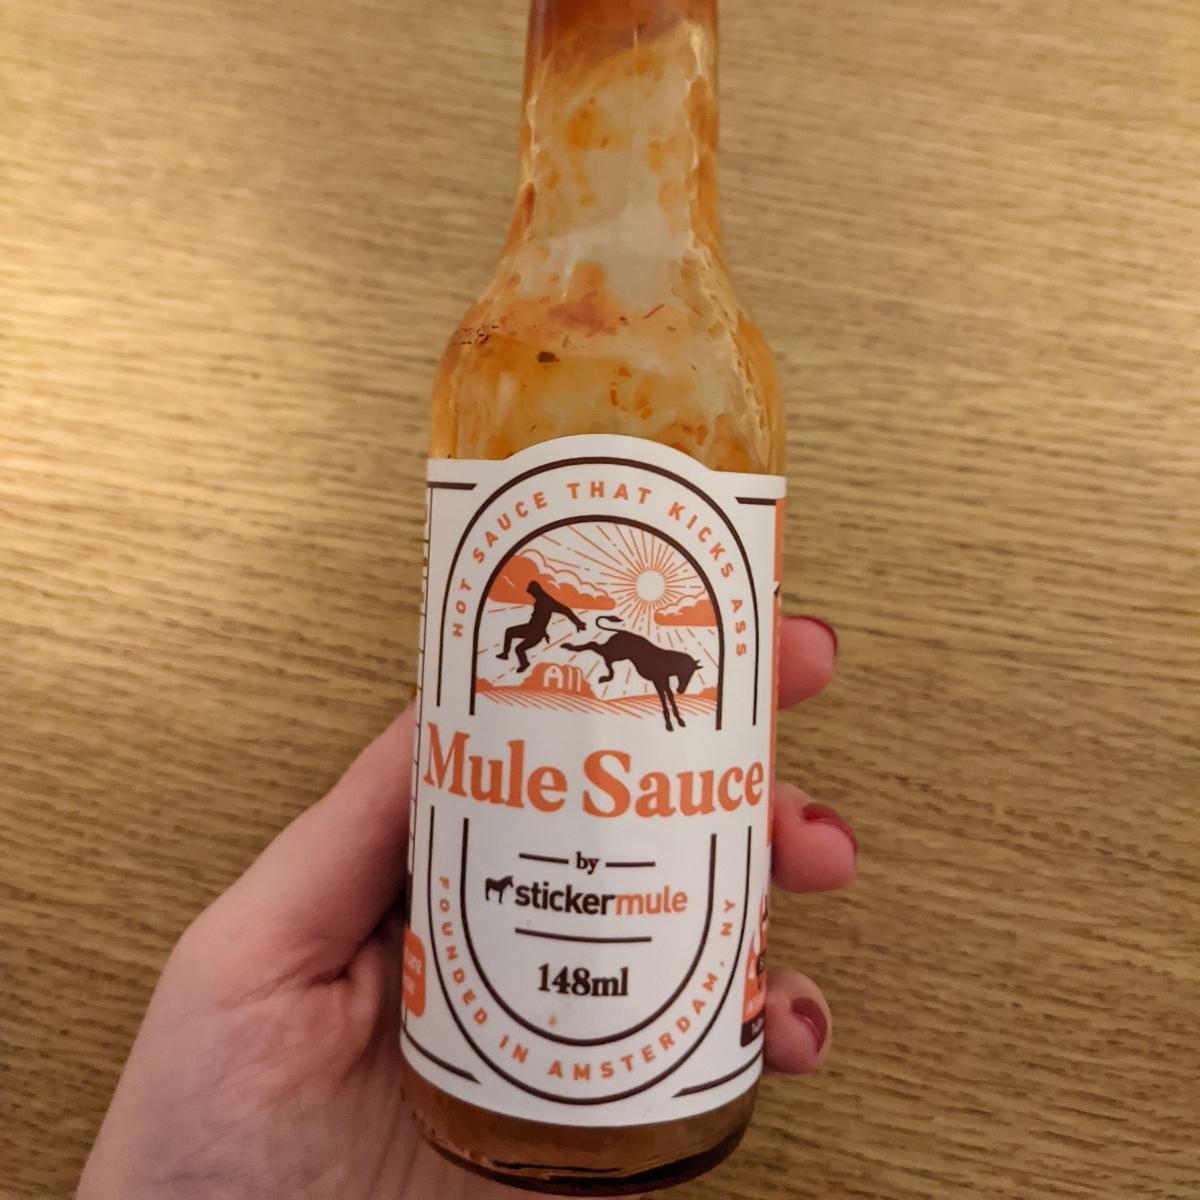 HOT SAUCE THAT KICKS ASS
Mule Sauce
by
stickermule
148ml
FOUNDED IN AMSTERDAM, NY